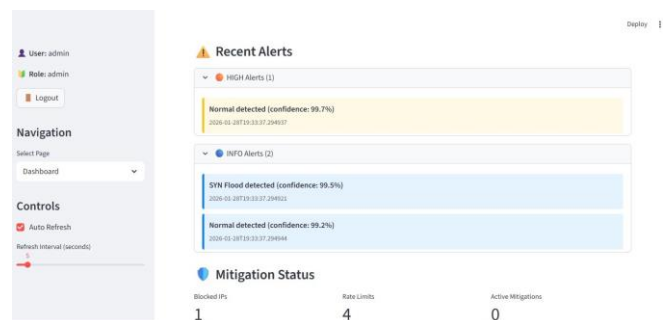 Deploy
User: admin
Role: admin
Logout
Navigation
Select Page
Dashboard
Controls
Auto Refresh
Refresh Interval (seconds)
5
Recent Alerts
HIGH Alerts (1)
Normal detected (confidence: 99.7%)
2026-01-28T19:33:37.294937
INFO Alerts (2)
SYN Flood detected (confidence: 99.5%)
2026-01-28T19:33:37.294921
Normal detected (confidence: 99.2%)
2026-01-28T19:33:37.294944
Mitigation Status
Blocked IPs
Rate Limits
Active Mitigations
1
4
0